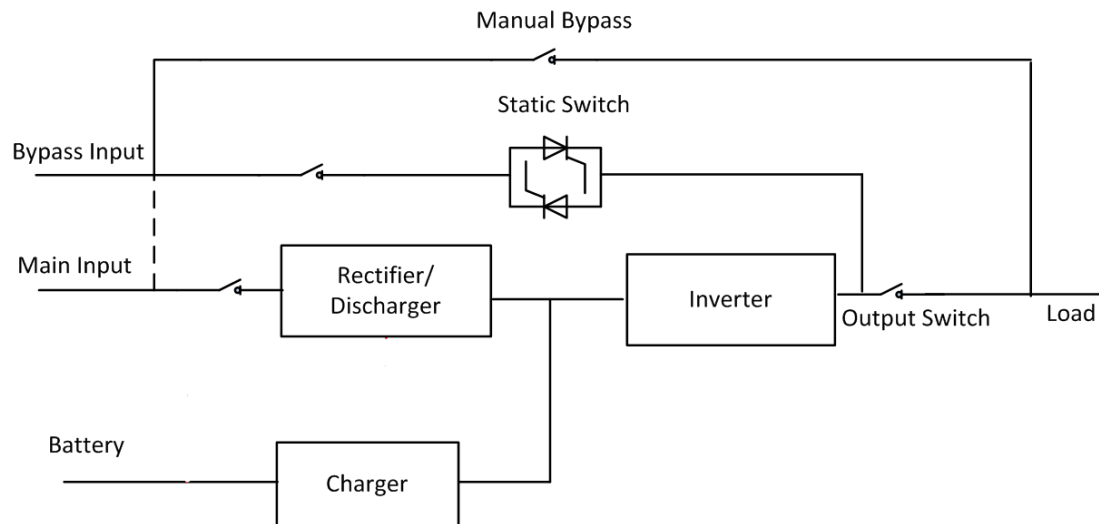 Manual Bypass
Static Switch
Bypass Input
Main Input
Rectifier/
Discharger
Inverter
Output Switch
Load
Battery
Charger